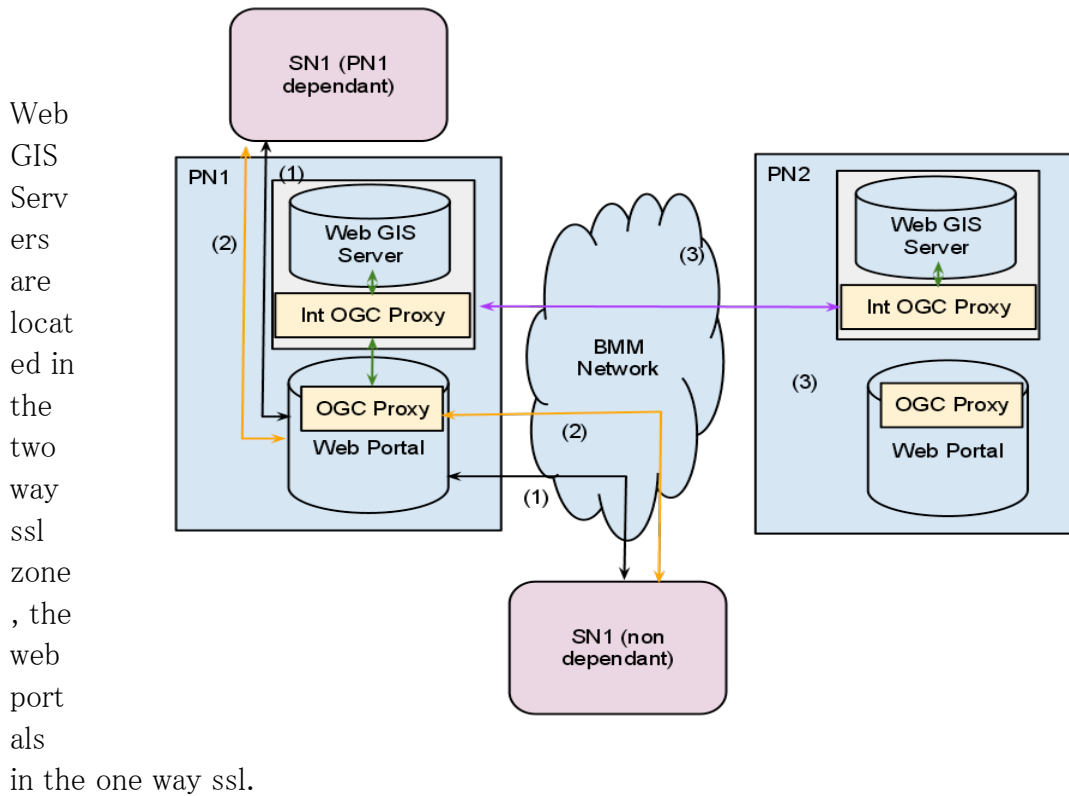 SN1 (PN1
dependant)
Web
GIS
Serv
ers
are
locat
ed in
the
two
way
ssl
zone
, the
web
port
als
in the one way ssl.
PN1
(1)
(2)
Web GIS
Server
Int OGC Proxy
OGC Proxy
Web Portal
(3)
BMM
Network
(2)
(1)
PN2
Web GIS
Server
Int OGC Proxy
(3)
OGC Proxy
Web Portal
SN1 (non
dependant)